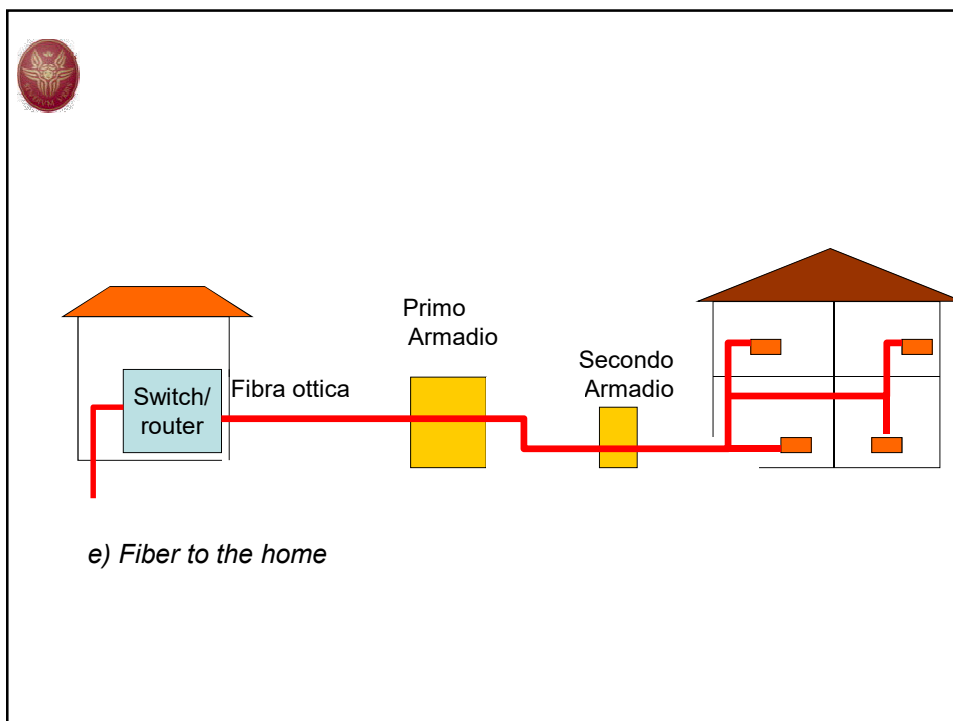 Primo
Armadio
Secondo
Armadio
Switch/
router
Fibra ottica
e) Fiber to the home